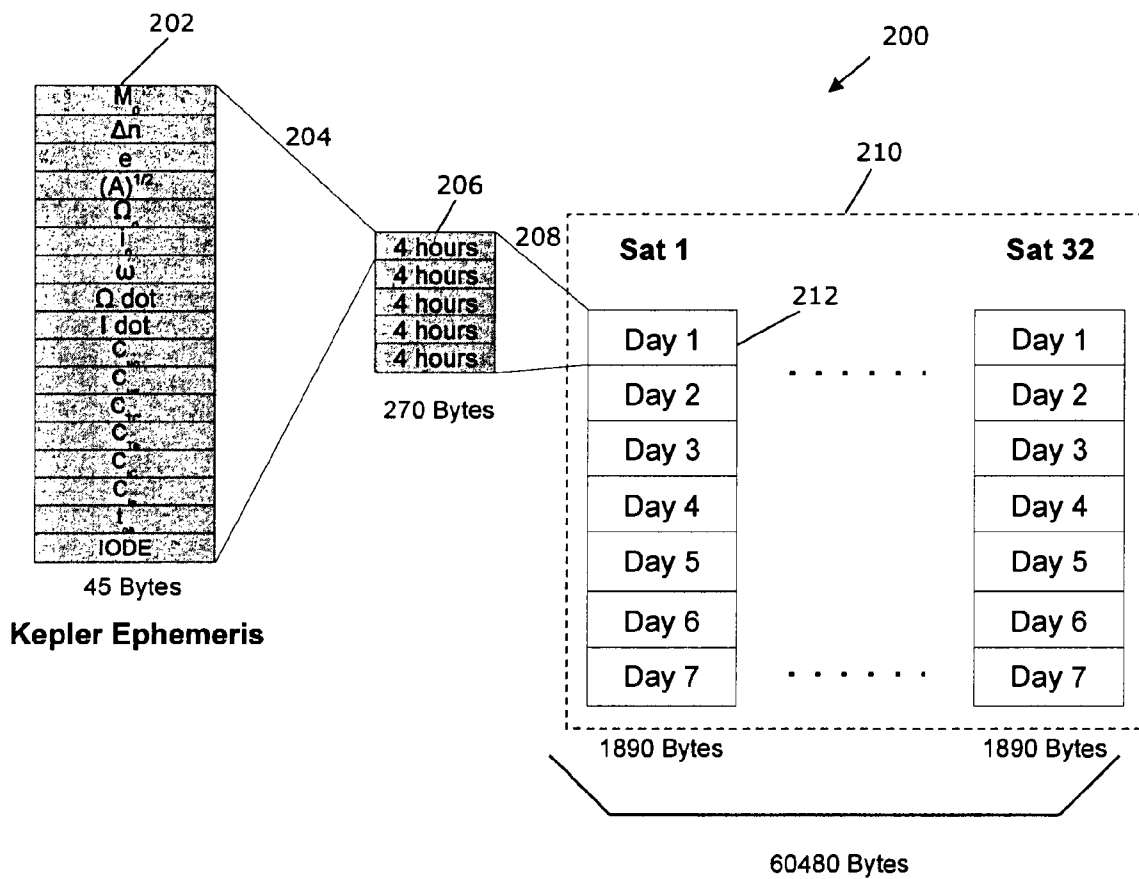 202
200
M₀
Δn
e
(A)^1/2
Ω
I
ω
Ω dot
I dot
C
C
C
C
C
C
t
IODE
45 Bytes
Kepler Ephemeris
204
206
4 hours
4 hours
4 hours
4 hours
4 hours
270 Bytes
208
210
Sat 1
Sat 32
212
Day 1
Day 2
Day 3
Day 4
Day 5
Day 6
Day 7
. . . . . .
. . . . . .
Day 1
Day 2
Day 3
Day 4
Day 5
Day 6
Day 7
1890 Bytes
1890 Bytes
60480 Bytes